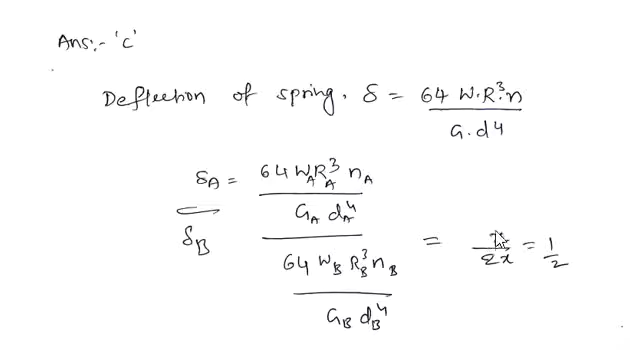 Ans:- 'c'
Deflection of spring. δ = 64 W.R³.n / G.d⁴
δA / δB = (64 WA RA³ nA / GA dA⁴) / (64 WB RB³ nB / GB dB⁴) = / 2x = 1/2